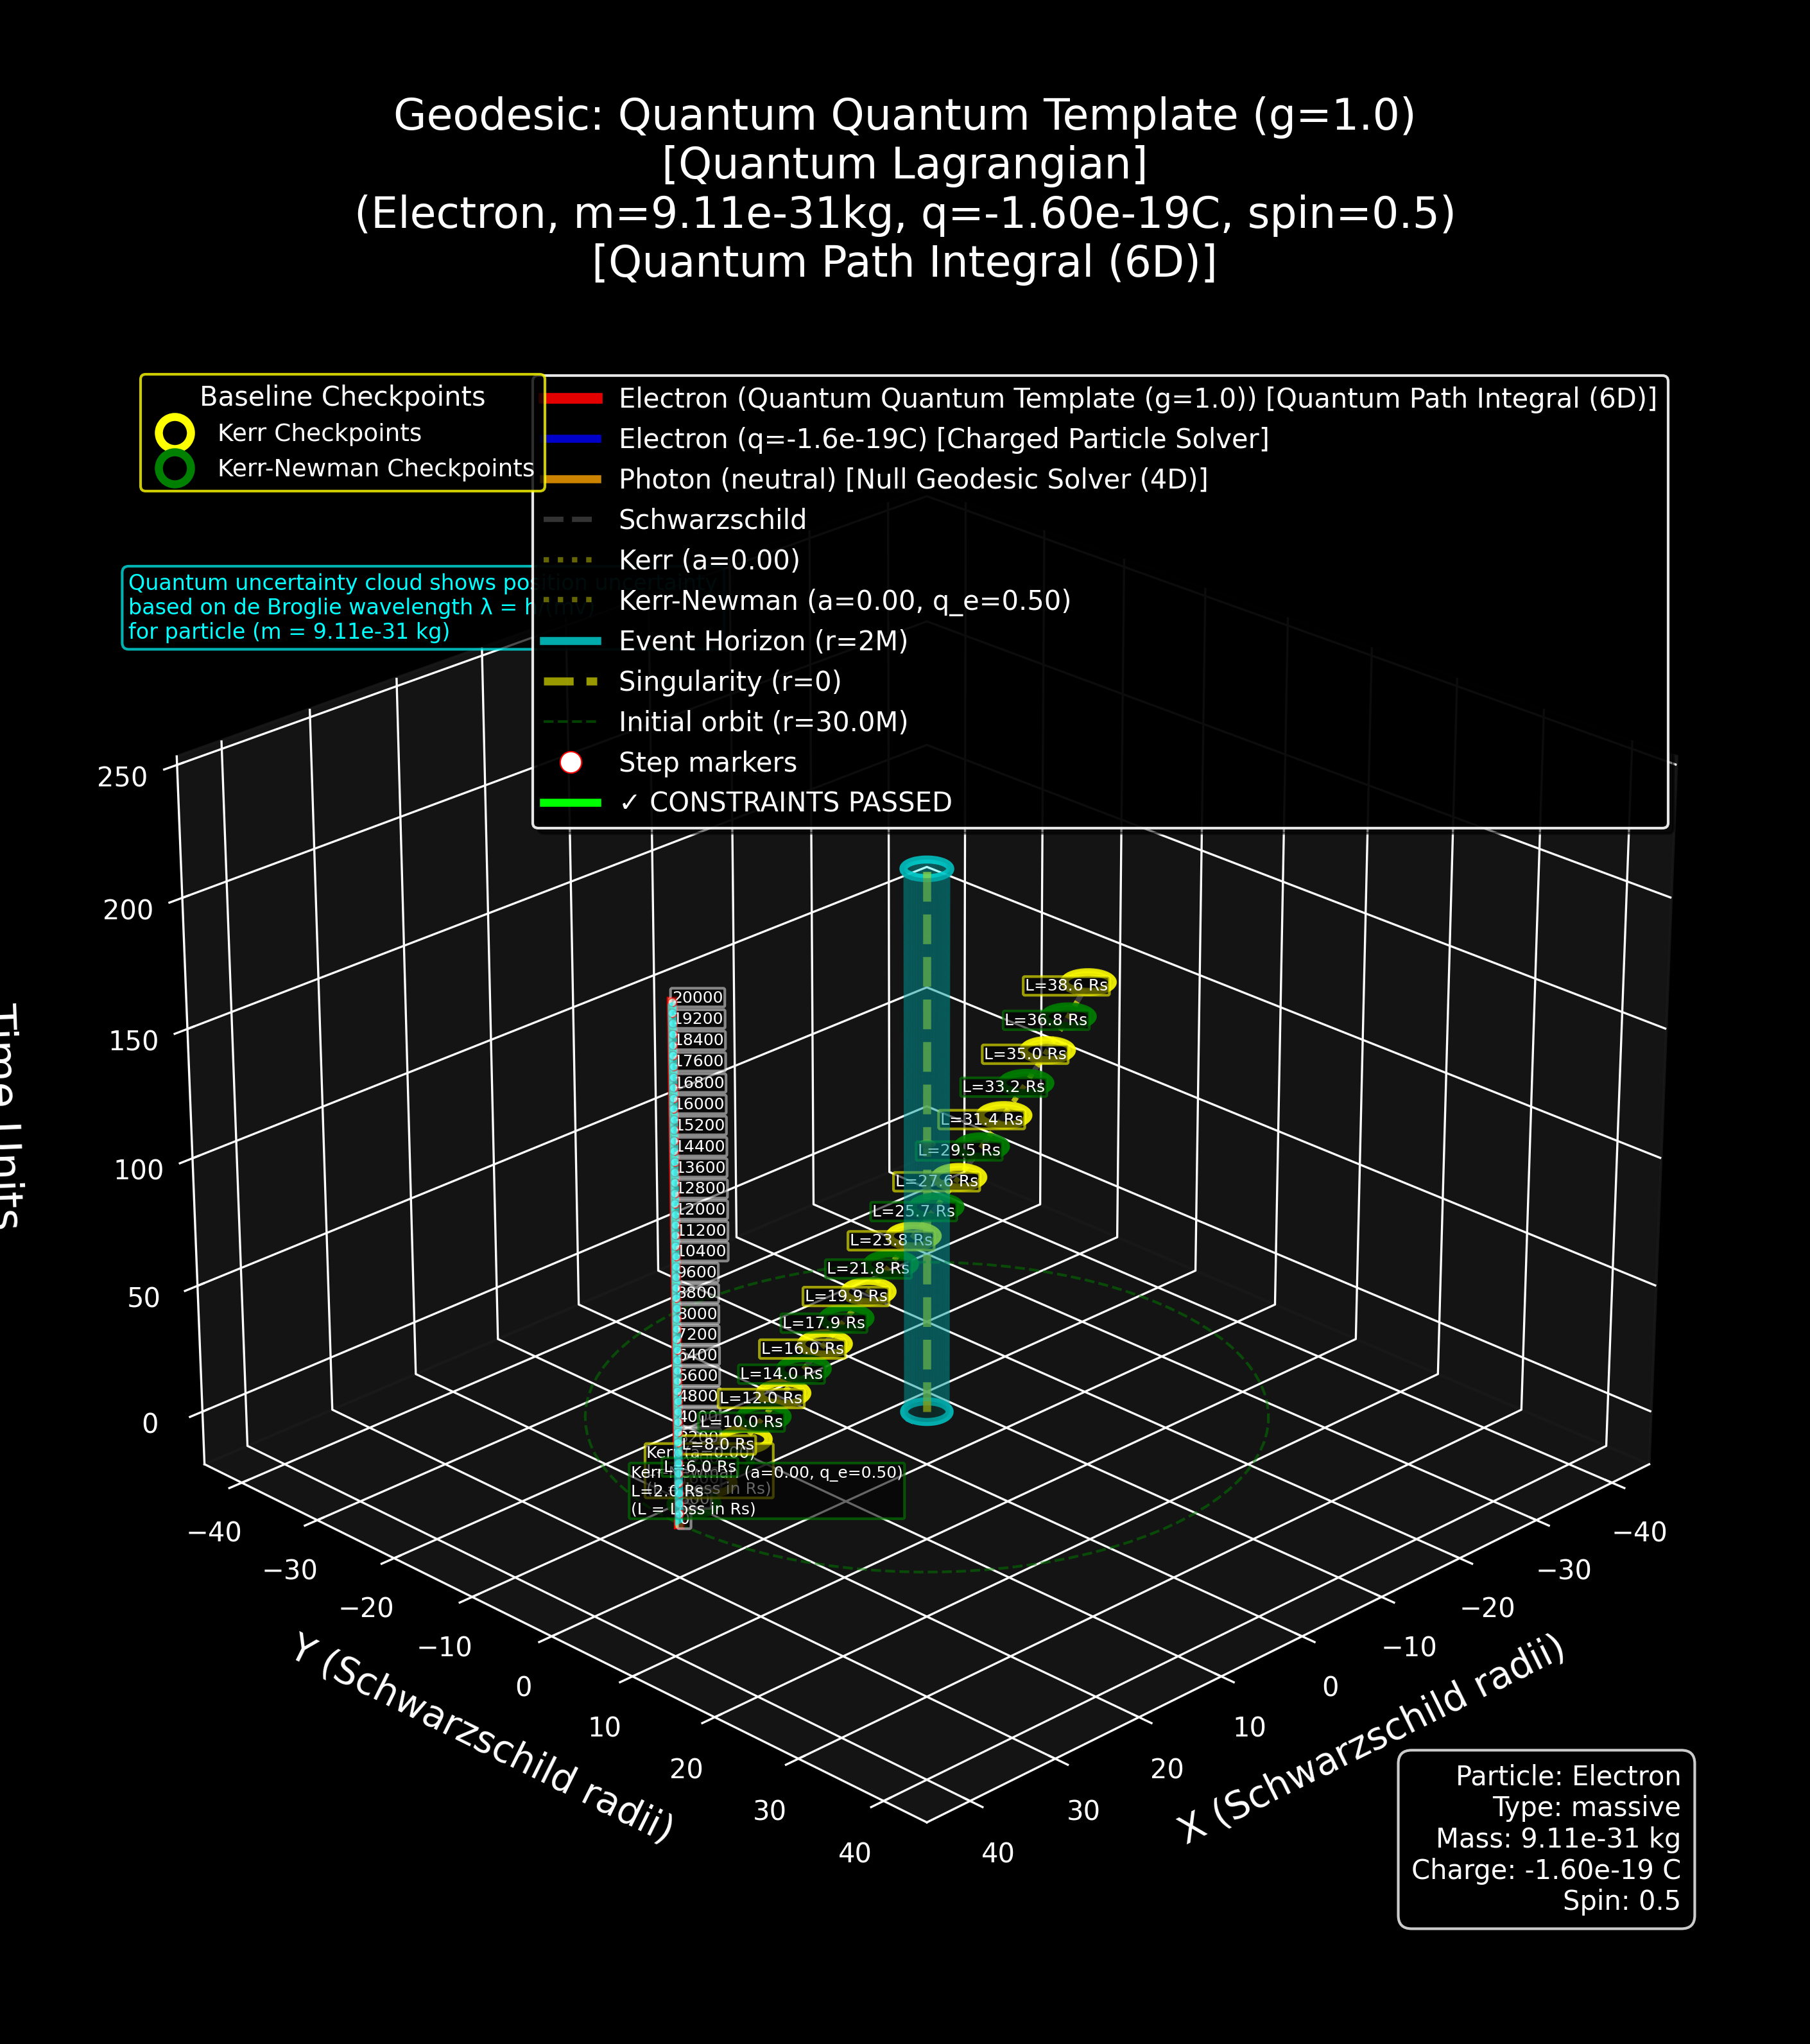 Geodesic: Quantum Quantum Template (g=1.0)
[Quantum Lagrangian]
(Electron, m=9.11e-31kg, q=-1.60e-19C, spin=0.5)
[Quantum Path Integral (6D)]
Baseline Checkpoints
Kerr Checkpoints
Kerr-Newman Checkpoints
Electron (Quantum Quantum Template (g=1.0)) [Quantum Path Integral (6D)]
Electron (q=-1.6e-19C) [Charged Particle Solver]
Photon (neutral) [Null Geodesic Solver (4D)]
Schwarzschild
Kerr (a=0.00)
Kerr-Newman (a=0.00, q_e=0.50)
Event Horizon (r=2M)
Singularity (r=0)
Initial orbit (r=30.0M)
Step markers
✓ CONSTRAINTS PASSED
Quantum uncertainty cloud shows position uncertainty
based on de Broglie wavelength λ = h/(mv)
for particle (m = 9.11e-31 kg)
250
200
150
100
50
0
Time Units
20000
19200
18400
17600
16800
16000
15200
14400
13600
12800
12000
11200
10400
9600
8800
8000
7200
6400
5600
4800
L=38.6 Rs
L=36.8 Rs
L=35.0 Rs
L=33.2 Rs
L=31.4 Rs
L=29.5 Rs
L=27.6 Rs
L=25.7 Rs
L=23.8 Rs
L=21.8 Rs
L=19.9 Rs
L=17.9 Rs
L=16.0 Rs
L=14.0 Rs
L=12.0 Rs
L=10.0 Rs
L=8.0 Rs
Kerr (a=0.00)
L=6.0 Rs
Kerr-Newman (a=0.00, q_e=0.50)
L=2.0 Rs
(L = Loss in Rs)
0
−40
−30
−20
−10
0
10
20
30
40
Y (Schwarzschild radii)
−40
−30
−20
−10
0
10
20
30
40
X (Schwarzschild radii)
Particle: Electron
Type: massive
Mass: 9.11e-31 kg
Charge: -1.60e-19 C
Spin: 0.5